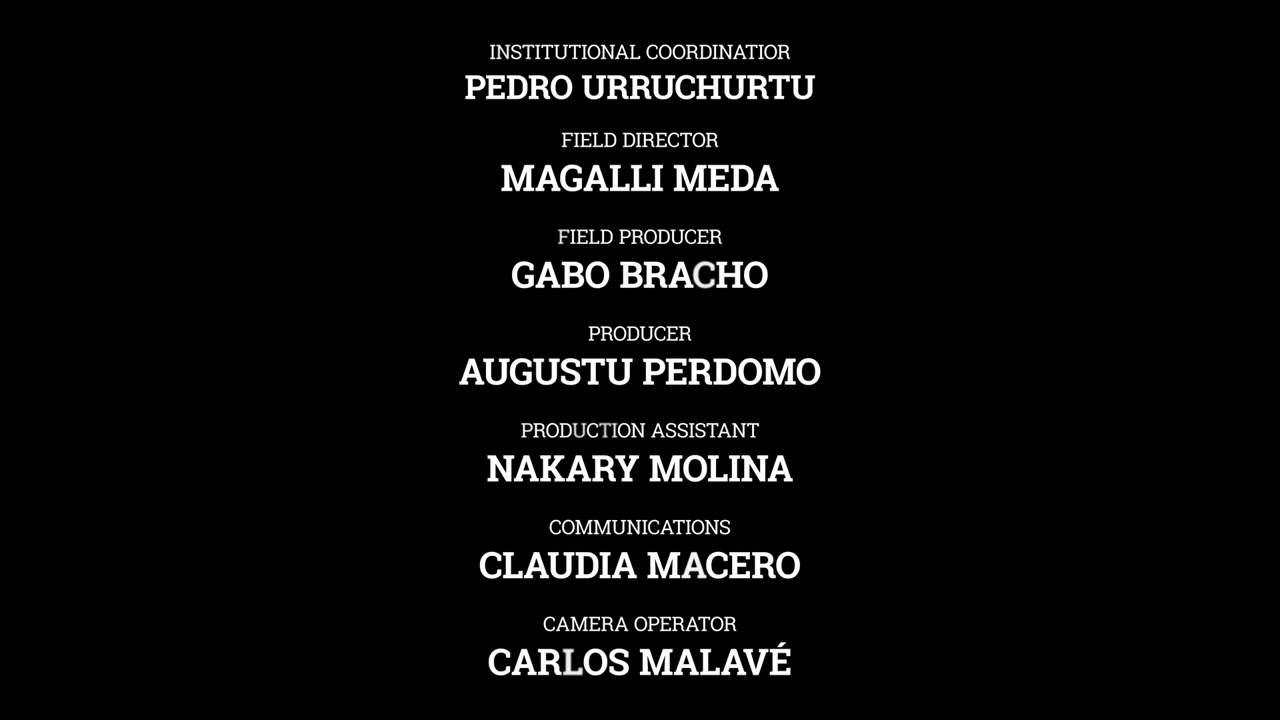 INSTITUTIONAL COORDINATIOR
PEDRO URRUCHURTU
FIELD DIRECTOR
MAGALLI MEDA
FIELD PRODUCER
GABO BRACHO
PRODUCER
AUGUSTU PERDOMO
PRODUCTION ASSISTANT
NAKARY MOLINA
COMMUNICATIONS
CLAUDIA MACERO
CAMERA OPERATOR
CARLOS MALAVÉ